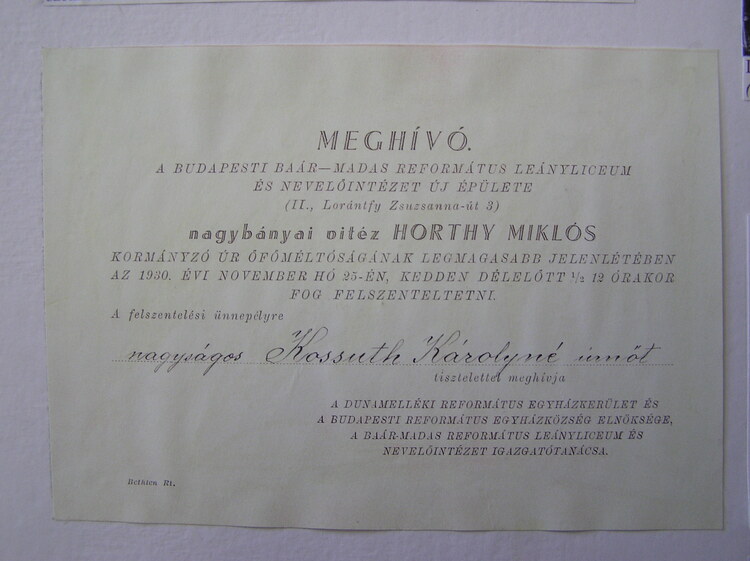 MEGHÍVÓ.
A BUDAPESTI BAÁR—MADAS REFORMÁTUS LEÁNYLICEUM
ÉS NEVELŐINTÉZET ÚJ ÉPÜLETE
(II., Lorántfy Zsuzsanna-út 3)
nagybányai vitéz HORTHY MIKLÓS
KORMÁNYZÓ ÚR ŐFŐMÉLTÓSÁGÁNAK LEGMAGASABB JELENLÉTÉBEN
AZ 1930. ÉVI NOVEMBER HÓ 25-ÉN, KEDDEN DÉLELŐTT ½ 12 ÓRAKOR
FOG FELSZENTELTETNI.
A felszentelési ünnepélyre
nagyságos Kossuth Károlyné úrnőt
tisztelettel meghívja
A DUNAMELLÉKI REFORMÁTUS EGYHÁZKERÜLET ÉS
A BUDAPESTI REFORMÁTUS EGYHÁZKÖZSÉG ELNÖKSÉGE,
A BAÁR-MADAS REFORMÁTUS LEÁNYLICEUM ÉS
NEVELŐINTÉZET IGAZGATÓTANÁCSA.
Bethlen Rt.